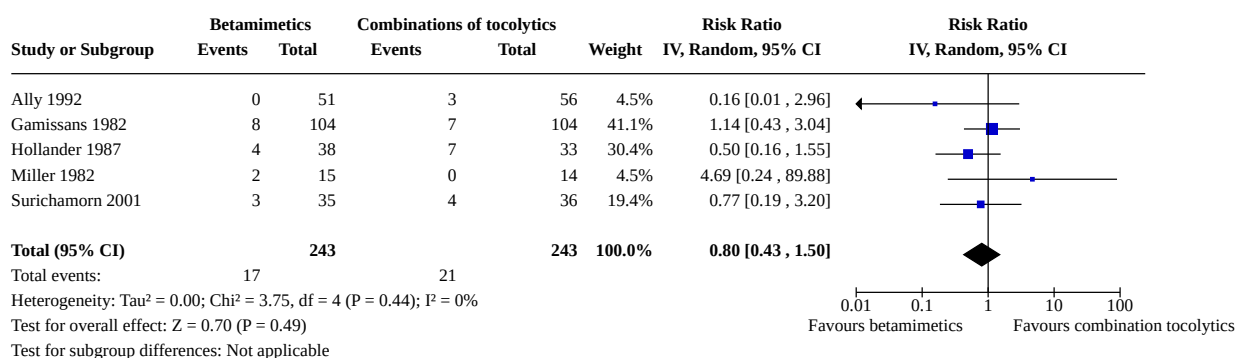 Betamimetics Combinations of tocolytics Risk Ratio Risk Ratio
Study or Subgroup Events Total Events Total Weight IV, Random, 95% CI IV, Random, 95% CI
Ally 1992 0 51 3 56 4.5% 0.16 [0.01 , 2.96]
Gamissans 1982 8 104 7 104 41.1% 1.14 [0.43 , 3.04]
Hollander 1987 4 38 7 33 30.4% 0.50 [0.16 , 1.55]
Miller 1982 2 15 0 14 4.5% 4.69 [0.24 , 89.88]
Surichamorn 2001 3 35 4 36 19.4% 0.77 [0.19 , 3.20]
Total (95% CI) 243 243 100.0% 0.80 [0.43 , 1.50]
Total events: 17 21
Heterogeneity: Tau² = 0.00; Chi² = 3.75, df = 4 (P = 0.44); I² = 0%
0.01 0.1 1 10 100
Test for overall effect: Z = 0.70 (P = 0.49) Favours betamimetics Favours combination tocolytics
Test for subgroup differences: Not applicable